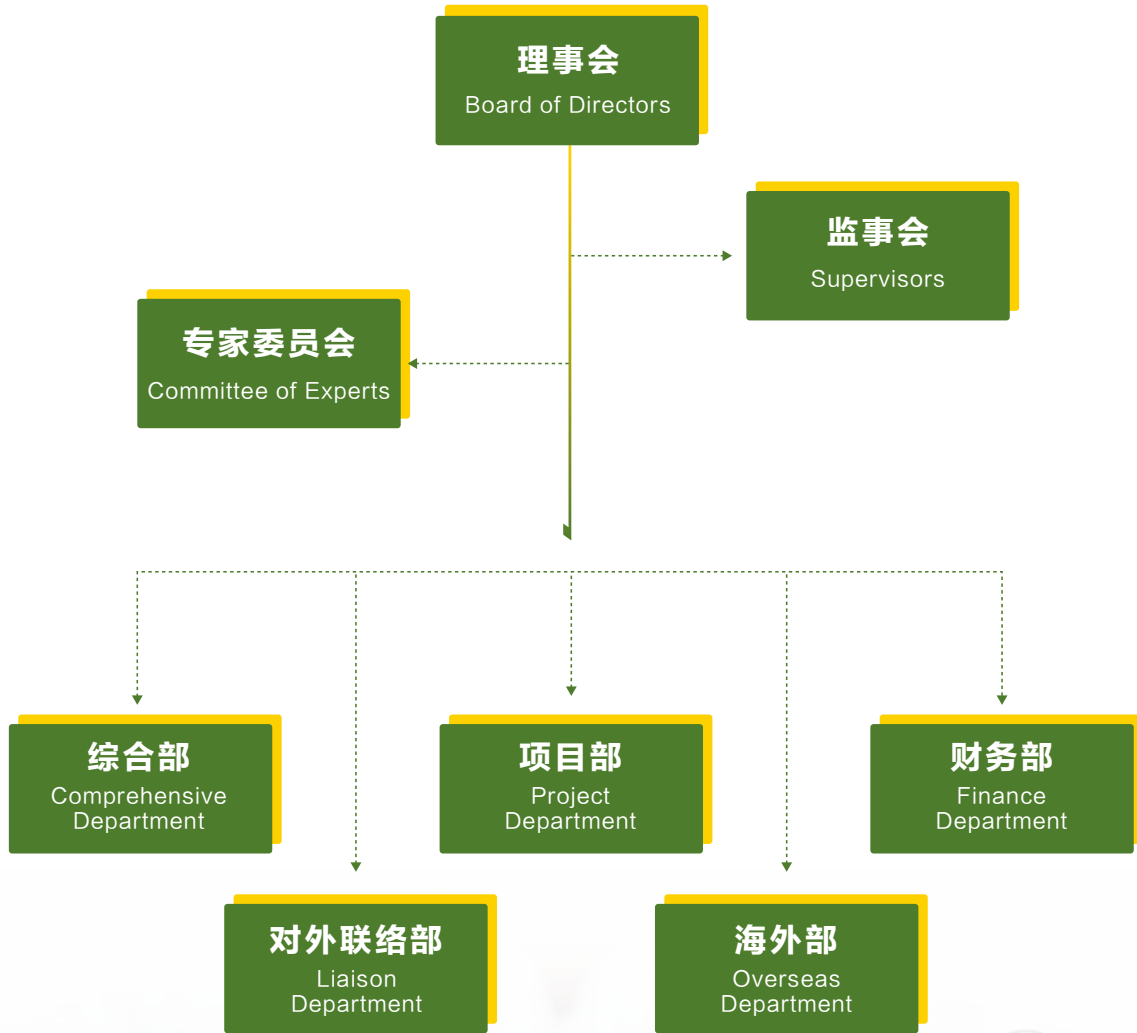 理事会
Board of Directors
监事会
Supervisors
专家委员会
Committee of Experts
综合部
Comprehensive
Department
项目部
Project
Department
财务部
Finance
Department
对外联络部
Liaison
Department
海外部
Overseas
Department